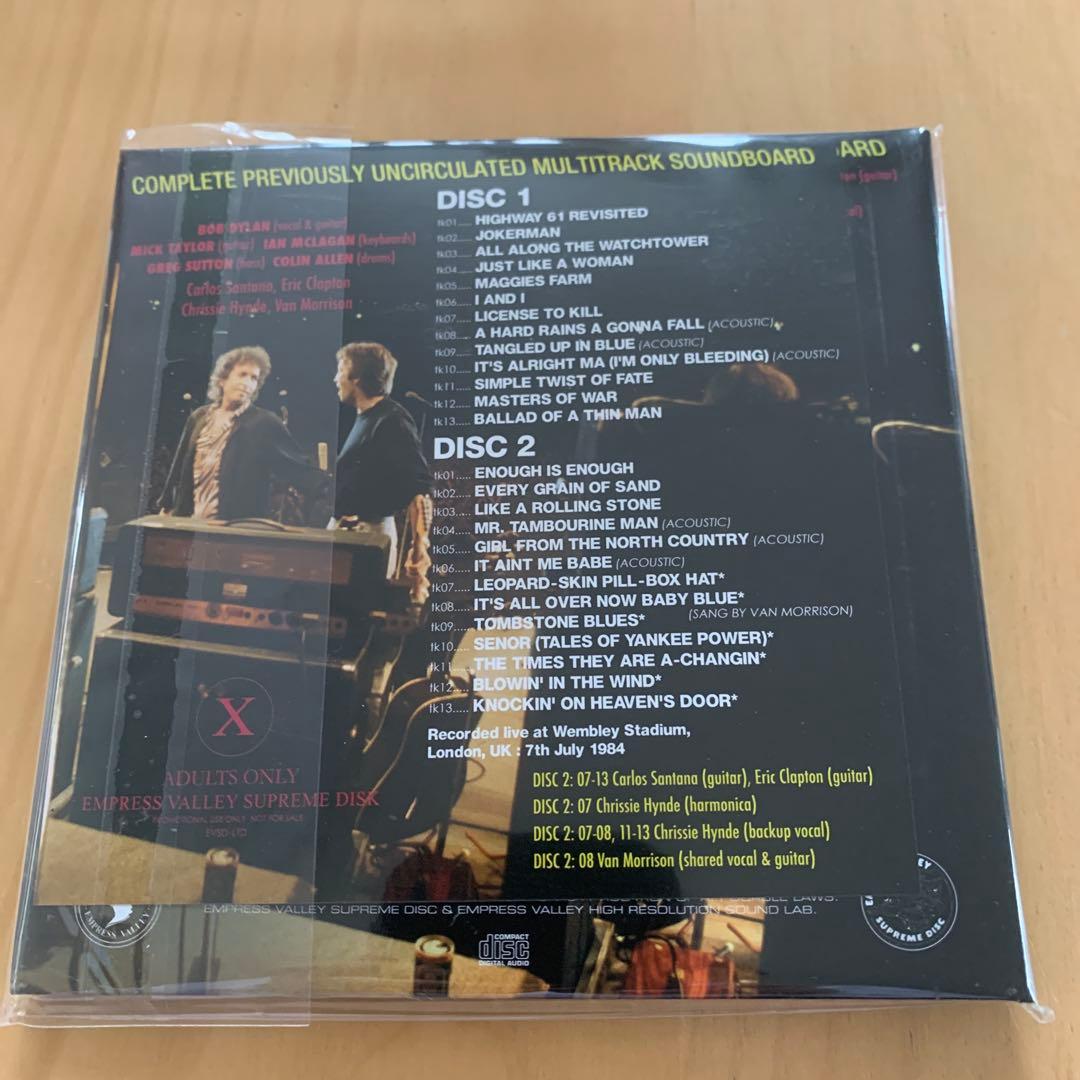 COMPLETE PREVIOUSLY UNCIRCULATED MULTITRACK SOUNDBOARD
ARD
(guitar)
BOB DYLAN (vocal & guitar)
MICK TAYLOR (guitar) IAN MCLAGAN (keyboards)
GREG SUTTON (bass) COLIN ALLEN (drums)
Carlos Santana, Eric Clapton
Chrissie Hynde, Van Morrison
DISC 1
tk01..... HIGHWAY 61 REVISITED
tk02..... JOKERMAN
tk03..... ALL ALONG THE WATCHTOWER
tk04..... JUST LIKE A WOMAN
tk05..... MAGGIES FARM
tk06..... I AND I
tk07..... LICENSE TO KILL
tk08..... A HARD RAINS A GONNA FALL (ACOUSTIC)
tk09..... TANGLED UP IN BLUE (ACOUSTIC)
tk10..... IT'S ALRIGHT MA (I'M ONLY BLEEDING) (ACOUSTIC)
tk11..... SIMPLE TWIST OF FATE
tk12..... MASTERS OF WAR
tk13..... BALLAD OF A THIN MAN
DISC 2
tk01..... ENOUGH IS ENOUGH
tk02..... EVERY GRAIN OF SAND
tk03..... LIKE A ROLLING STONE
tk04..... MR. TAMBOURINE MAN (ACOUSTIC)
tk05..... GIRL FROM THE NORTH COUNTRY (ACOUSTIC)
tk06..... IT AINT ME BABE (ACOUSTIC)
tk07..... LEOPARD-SKIN PILL-BOX HAT*
tk08..... IT'S ALL OVER NOW BABY BLUE*
(SANG BY VAN MORRISON)
tk09..... TOMBSTONE BLUES*
tk10..... SENOR (TALES OF YANKEE POWER)*
tk11..... THE TIMES THEY ARE A-CHANGIN*
tk12..... BLOWIN' IN THE WIND*
tk13..... KNOCKIN' ON HEAVEN'S DOOR*
Recorded live at Wembley Stadium,
London, UK : 7th July 1984
DISC 2: 07-13 Carlos Santana (guitar), Eric Clapton (guitar)
DISC 2: 07 Chrissie Hynde (harmonica)
DISC 2: 07-08, 11-13 Chrissie Hynde (backup vocal)
DISC 2: 08 Van Morrison (shared vocal & guitar)
X
ADULTS ONLY
EMPRESS VALLEY SUPREME DISK
PROMOTIONAL USE ONLY NOT FOR SALE
EVSD-LTD
LAWS.
EMPRESS VALLEY SUPREME DISC & EMPRESS VALLEY HIGH RESOLUTION SOUND LAB.
EMPRESS VALLEY
SUPREME DISC
COMPACT
disc
DIGITAL AUDIO